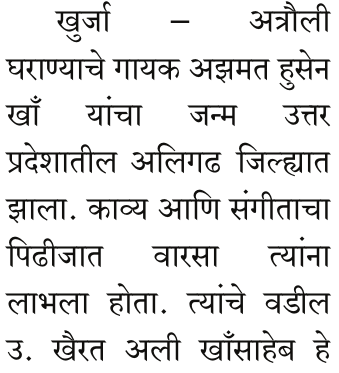 खुर्जा – अत्रौली
घराण्याचे गायक अझमत हुसेन
खाँ यांचा जन्म उत्तर
प्रदेशातील अलिगढ जिल्ह्यात
झाला. काव्य आणि संगीताचा
पिढीजात वारसा त्यांना
लाभला होता. त्यांचे वडील
उ. खैरत अली खाँसाहेब हे